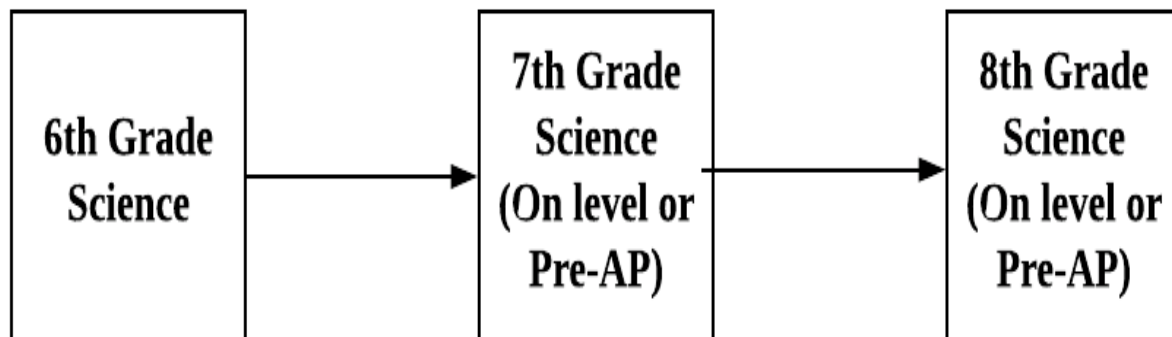 6th Grade
Science
7th Grade
Science
(On level or
Pre-AP)
8th Grade
Science
(On level or
Pre-AP)